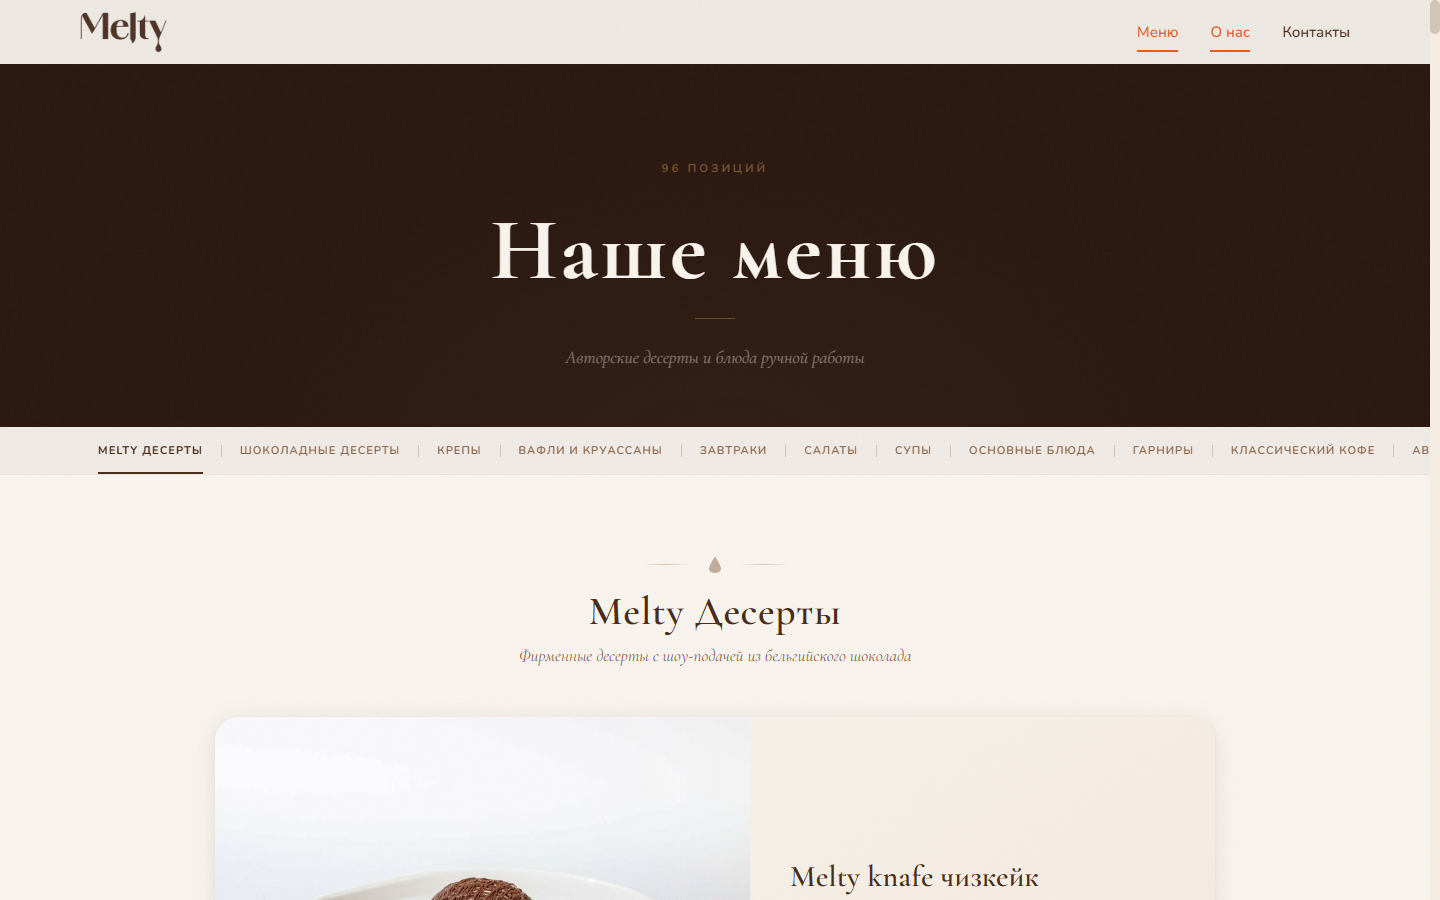 Melty
Меню О нас Контакты
96 ПОЗИЦИЙ
Наше меню
Авторские десерты и блюда ручной работы
MELTY ДЕСЕРТЫ ШОКОЛАДНЫЕ ДЕСЕРТЫ КРЕПЫ ВАФЛИ И КРУАССАНЫ ЗАВТРАКИ САЛАТЫ СУПЫ ОСНОВНЫЕ БЛЮДА ГАРНИРЫ КЛАССИЧЕСКИЙ КОФЕ АВ
Melty Десерты
Фирменные десерты с шоу-подачей из бельгийского шоколада
Melty knafe чизкейк